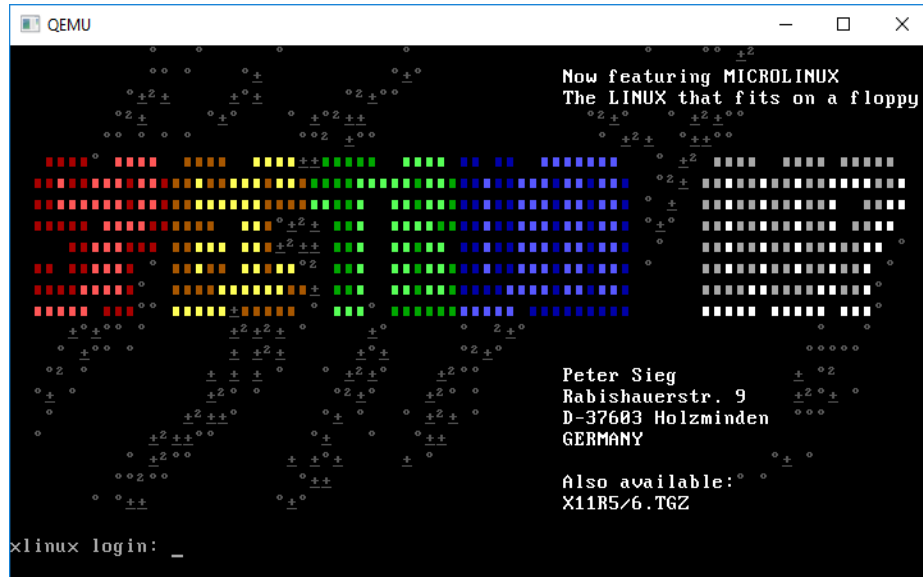 QEMU
Now featuring MICROLINUX
The LINUX that fits on a floppy
Peter Sieg
Rabishauerstr. 9
D-37603 Holzminden
GERMANY
Also available:
X11R5/6.TGZ
xlinux login: _